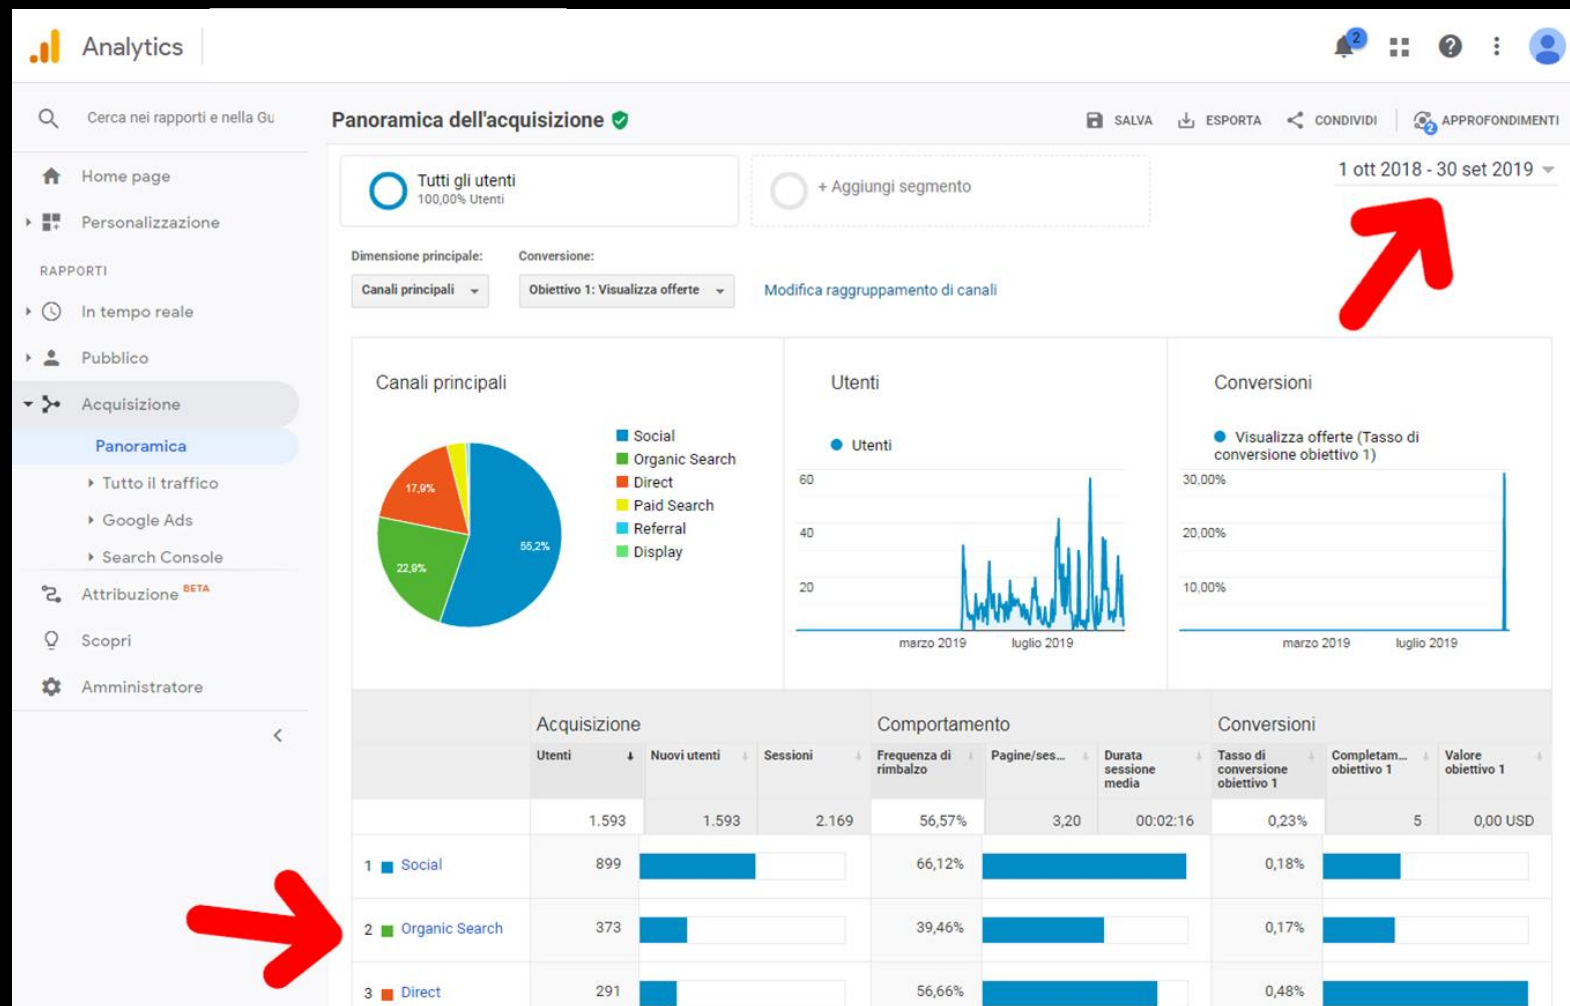 Analytics
2
Cerca nei rapporti e nella Gu
Panoramica dell'acquisizione
SALVA
ESPORTA
CONDIVIDI
2
APPROFONDIMENTI
Home page
Personalizzazione
RAPPORTI
In tempo reale
Pubblico
Acquisizione
Panoramica
Tutto il traffico
Google Ads
Search Console
Attribuzione BETA
Scopri
Amministratore
Tutti gli utenti
100,00% Utenti
+ Aggiungi segmento
1 ott 2018 - 30 set 2019
Dimensione principale:
Conversione:
Canali principali
Obiettivo 1: Visualizza offerte
Modifica raggruppamento di canali
Canali principali
17,9%
55,2%
22,9%
Social
Organic Search
Direct
Paid Search
Referral
Display
Utenti
Utenti
60
40
20
marzo 2019
luglio 2019
Conversioni
Visualizza offerte (Tasso di
conversione obiettivo 1)
30,00%
20,00%
10,00%
marzo 2019
luglio 2019
Acquisizione
Comportamento
Conversioni
Utenti
Nuovi utenti
Sessioni
Frequenza di
rimbalzo
Pagine/ses...
Durata
sessione
media
Tasso di
conversione
obiettivo 1
Completam...
obiettivo 1
Valore
obiettivo 1
1.593
1.593
2.169
56,57%
3,20
00:02:16
0,23%
5
0,00 USD
1 Social 899 66,12% 0,18%
2 Organic Search 373 39,46% 0,17%
3 Direct 291 56,66% 0,48%